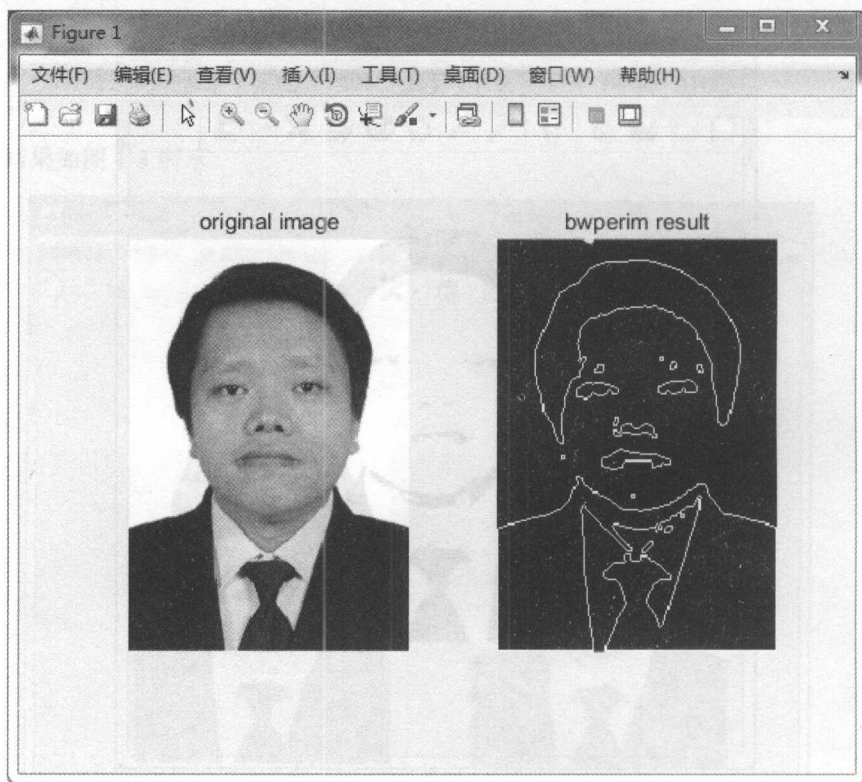 Figure 1
文件(F) 编辑(E) 查看(V) 插入(I) 工具(T) 桌面(D) 窗口(W) 帮助(H)
original image bwperim result